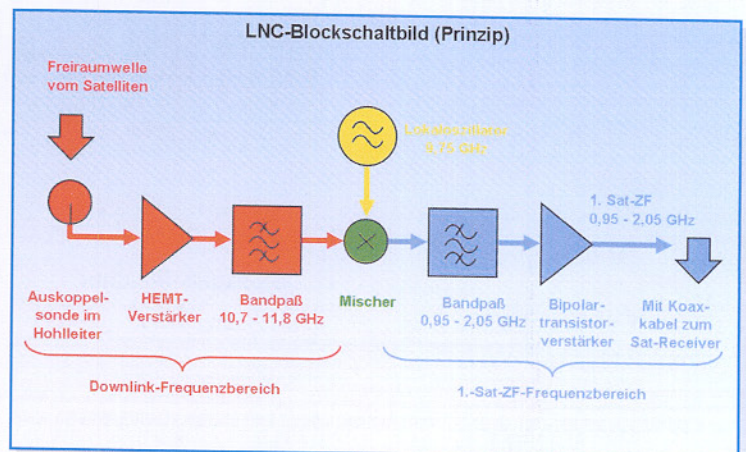 LNC-Blockschaltbild (Prinzip)
Freiraumwelle
vom Satelliten
Lokaloszillator
9,75 GHz
1. Sat-ZF
0,95 - 2,05 GHz
Auskoppel-
sonde im
Hohlleiter
HEMT-
Verstärker
Bandpaß
10,7 - 11,8 GHz
Mischer
Bandpaß
0,95 - 2,05 GHz
Bipolar-
transistor-
verstärker
Mit Koax-
kabel zum
Sat-Receiver
Downlink-Frequenzbereich
1.-Sat-ZF-Frequenzbereich